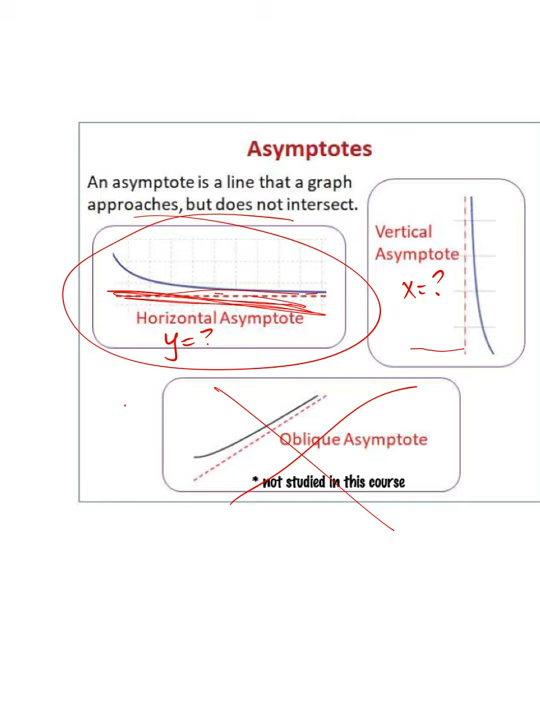 Asymptotes
An asymptote is a line that a graph
approaches, but does not intersect.
Vertical
Asymptote
x=?
Horizontal Asymptote
y=?
Oblique Asymptote
* not studied in this course